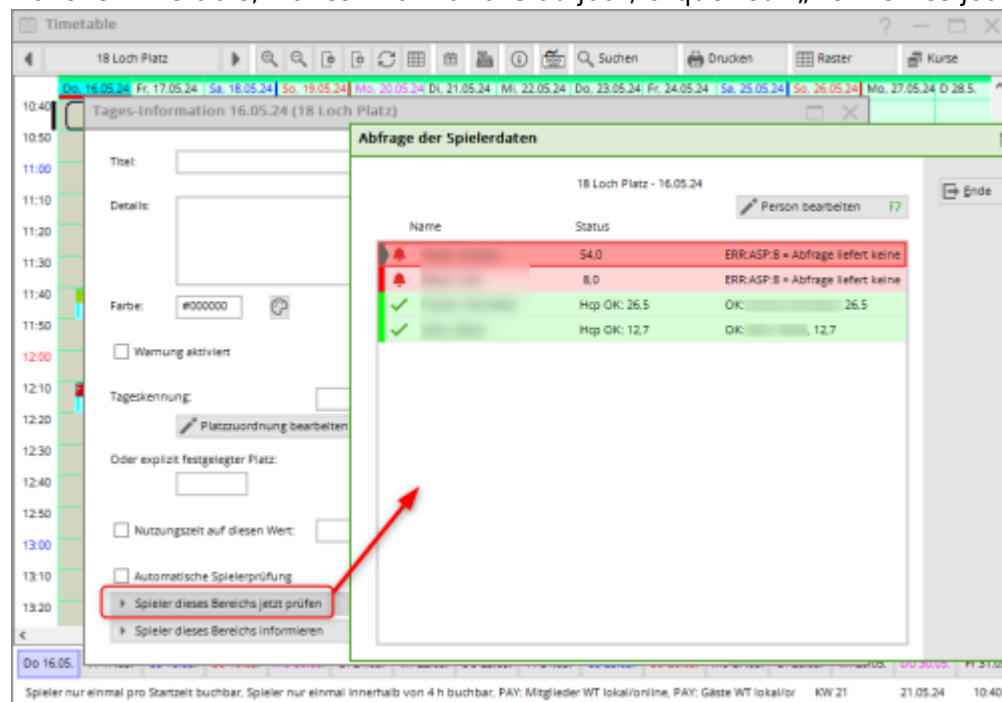 Timetable
18 Loch Platz
Suchen
Drucken
Raster
Kurse
Do. 16.05.24 Fr. 17.05.24 Sa. 18.05.24 So. 19.05.24 Mo. 20.05.24 Di. 21.05.24 Mi. 22.05.24 Do. 23.05.24 Fr. 24.05.24 Sa. 25.05.24 So. 26.05.24 Mo. 27.05.24 D 28.5.
10:40
10:50
11:00
11:10
11:20
11:30
11:40
11:50
12:00
12:10
12:20
12:30
12:40
12:50
13:00
13:10
13:20
Tages-Information 16.05.24 (18 Loch Platz)
Titel:
Details:
Farbe: #000000
Warnung aktiviert
Tageskennung:
Platzzuordnung bearbeiten
Oder explizit festgelegter Platz:
Nutzungszeit auf diesen Wert:
Automatische Spielerprüfung
Spieler dieses Bereichs jetzt prüfen
Spieler dieses Bereichs informieren
Abfrage der Spielerdaten
18 Loch Platz - 16.05.24
Ende
Person bearbeiten F7
Name Status
54,0 ERR:ASP:8 = Abfrage liefert keine
8,0 ERR:ASP:8 = Abfrage liefert keine
Hcp OK: 26,5 OK: 26,5
Hcp OK: 12,7 OK: , 12,7
Do 16.05.
Spieler nur einmal pro Startzeit buchbar, Spieler nur einmal innerhalb von 4 h buchbar, PAY: Mitglieder WT lokal/online, PAY: Gäste WT lokal/or KW 21 21.05.24 10:40